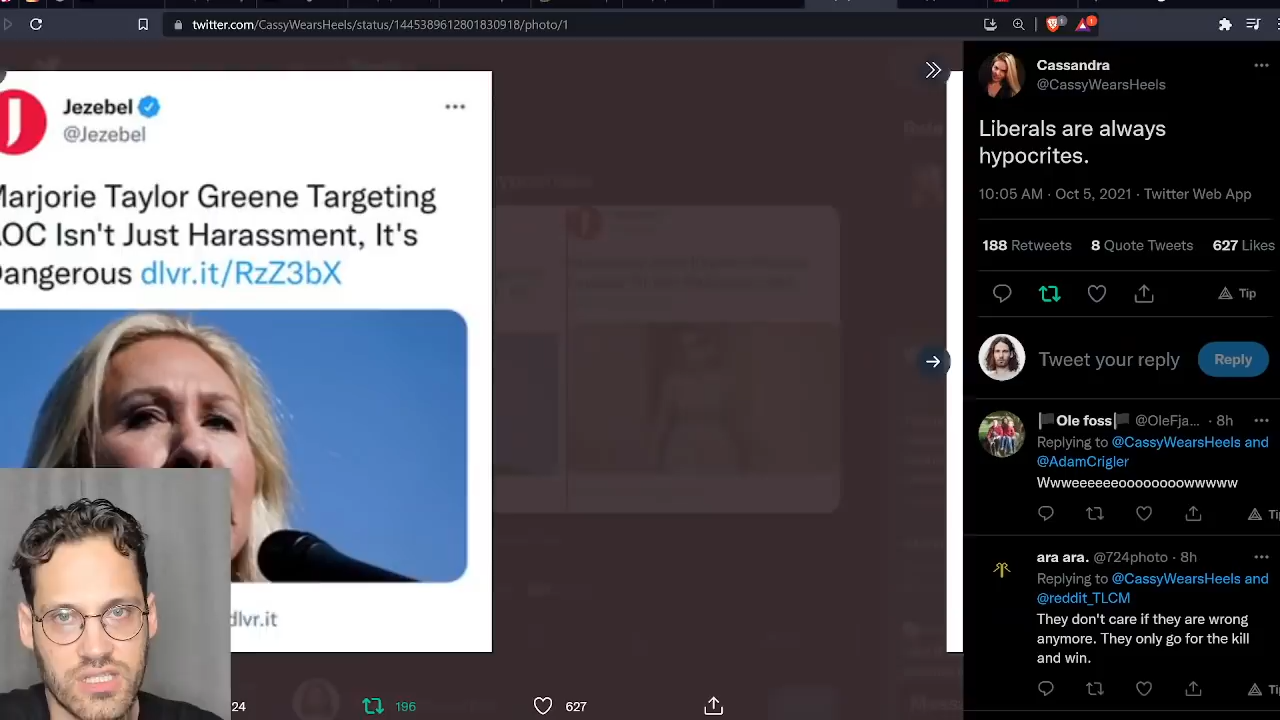 twitter.com/CassyWearsHeels/status/1445389612801830918/photo/1
Jezebel
@Jezebel
Marjorie Taylor Greene Targeting
AOC Isn't Just Harassment, It's
Dangerous dlvr.it/RzZ3bX
dlvr.it
24
196
627
Cassandra
@CassyWearsHeels
Liberals are always
hypocrites.
10:05 AM · Oct 5, 2021 · Twitter Web App
188 Retweets 8 Quote Tweets 627 Likes
Tip
Tweet your reply
Reply
Ole foss @OleFja... · 8h
Replying to @CassyWearsHeels and
@AdamCrigler
Wwweeeeeeoooooooowwwww
Ti
ara ara. @724photo · 8h
Replying to @CassyWearsHeels and
@reddit_TLCM
They don't care if they are wrong
anymore. They only go for the kill
and win.
Ti